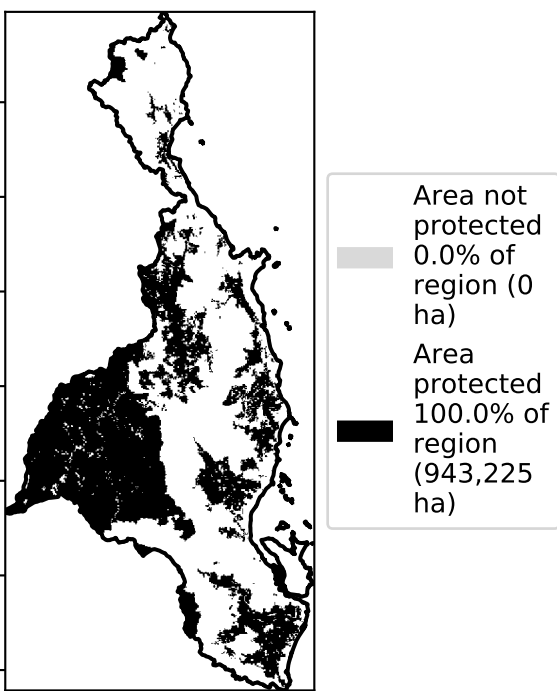 Area not
protected
0.0% of
region (0
ha)
Area
protected
100.0% of
region
(943,225
ha)